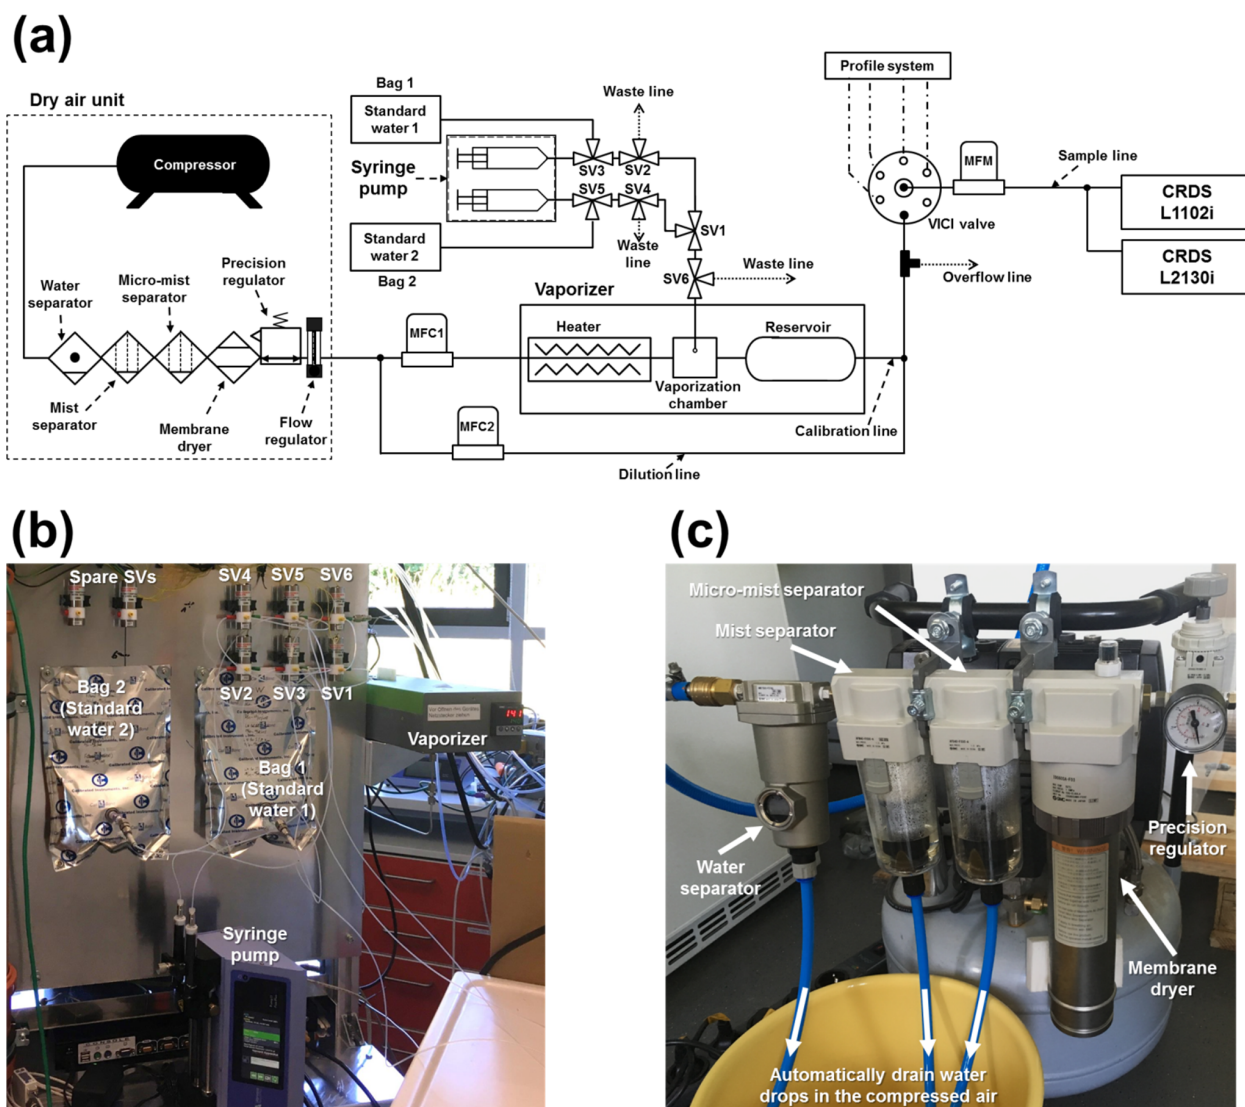 (a)
Dry air unit
Compressor
Water
separator
Micro-mist
separator
Precision
regulator
Mist
separator
Membrane
dryer
Flow
regulator
Bag 1
Standard
water 1
Syringe
pump
Standard
water 2
Bag 2
Waste line
SV3
SV2
SV5
SV4
Waste
line
SV1
SV6
Waste line
Vaporizer
Heater
Reservoir
Vaporization
chamber
MFC1
MFC2
Calibration line
Dilution line
Profile system
MFM
Sample line
VICI valve
Overflow line
CRDS
L1102i
CRDS
L2130i
(b)
Spare SVs
SV4
SV5
SV6
SV2
SV3
SV1
Bag 2
(Standard
water 2)
Bag 1
(Standard
water 1)
141
Vaporizer
Syringe
pump
(c)
Micro-mist separator
Mist separator
Water
separator
Precision
regulator
Membrane
dryer
Automatically drain water
drops in the compressed air